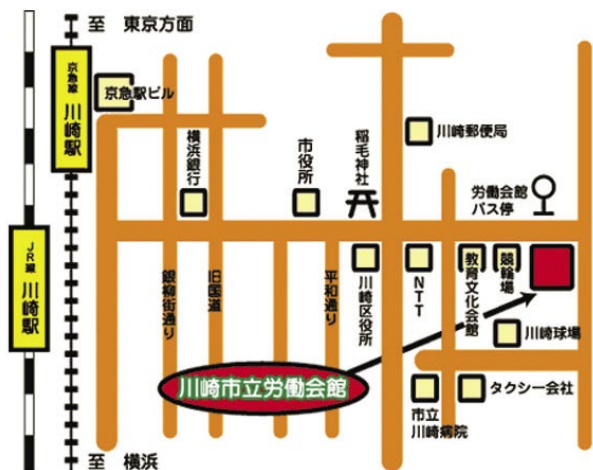 至 東京方面
京急線 川崎駅
京急駅ビル
JR線 川崎駅
横浜銀行
市役所
稲毛神社
川崎郵便局
労働会館
バス停
銀柳街通り
旧国道
平和通り
川崎区役所
NTT
教育文化会館
競輪場
川崎球場
川崎市立労働会館
市立
川崎病院
タクシー会社
至 横浜